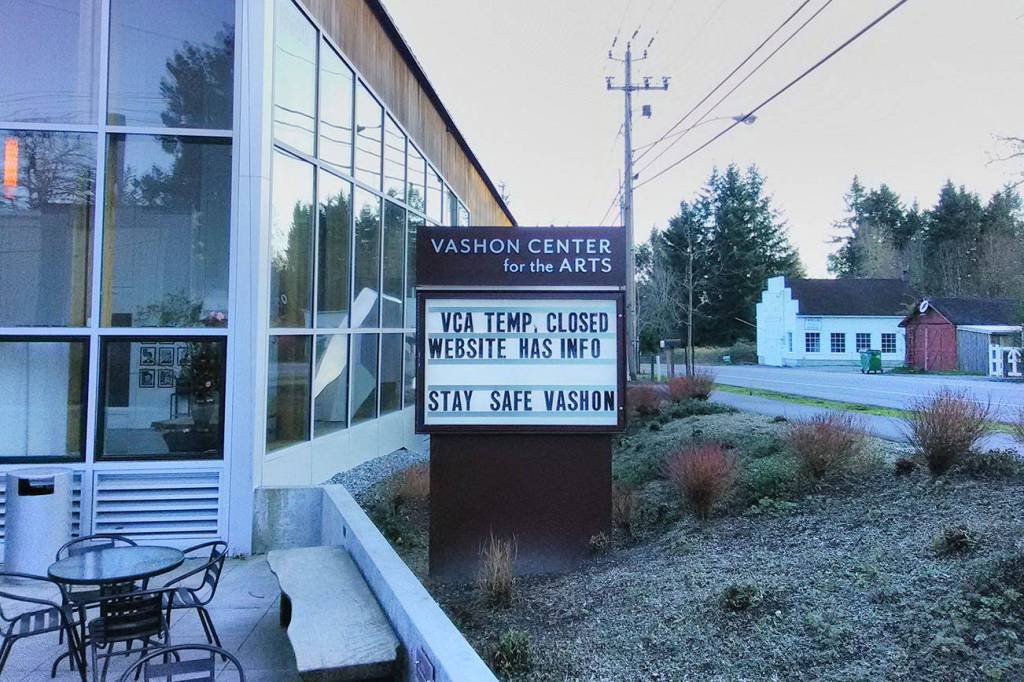 VASHON CENTER
for the ARTS
VCA TEMP. CLOSED
WEBSITE HAS INFO
STAY SAFE VASHON